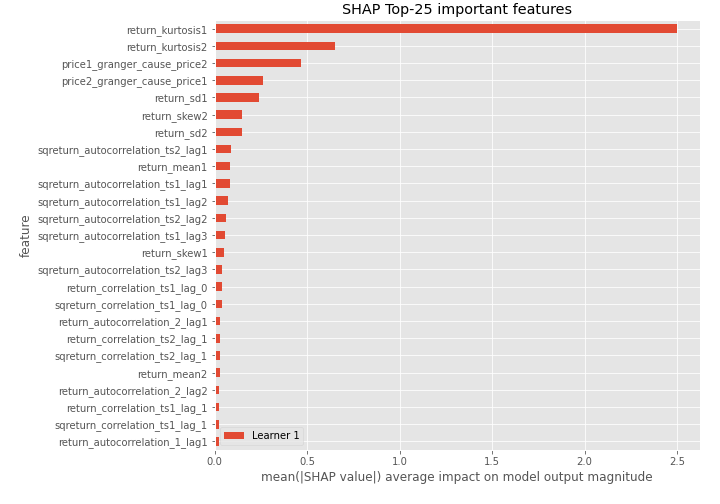 SHAP Top-25 important features
return_kurtosis1
return_kurtosis2
price1_granger_cause_price2
price2_granger_cause_price1
return_sd1
return_skew2
return_sd2
sqreturn_autocorrelation_ts2_lag1
return_mean1
sqreturn_autocorrelation_ts1_lag1
sqreturn_autocorrelation_ts1_lag2
sqreturn_autocorrelation_ts2_lag2
sqreturn_autocorrelation_ts1_lag3
return_skew1
sqreturn_autocorrelation_ts2_lag3
return_correlation_ts1_lag_0
sqreturn_correlation_ts1_lag_0
return_autocorrelation_2_lag1
return_correlation_ts2_lag_1
sqreturn_correlation_ts2_lag_1
return_mean2
return_autocorrelation_2_lag2
return_correlation_ts1_lag_1
sqreturn_correlation_ts1_lag_1
return_autocorrelation_1_lag1
feature
Learner 1
0.0 0.5 1.0 1.5 2.0 2.5
mean(|SHAP value|) average impact on model output magnitude